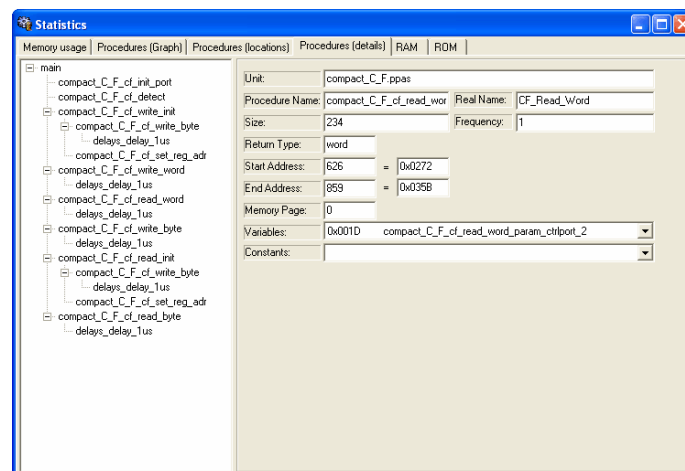 Statistics
Memory usage Procedures (Graph) Procedures (locations) Procedures (details) RAM ROM
main
compact_C_F_cf_init_port
compact_C_F_cf_detect
compact_C_F_cf_write_init
compact_C_F_cf_write_byte
delays_delay_1us
compact_C_F_cf_set_reg_adr
compact_C_F_cf_write_word
delays_delay_1us
compact_C_F_cf_read_word
delays_delay_1us
compact_C_F_cf_write_byte
delays_delay_1us
compact_C_F_cf_read_init
compact_C_F_cf_write_byte
delays_delay_1us
compact_C_F_cf_set_reg_adr
compact_C_F_cf_read_byte
delays_delay_1us
Unit: compact_C_F.ppas
Procedure Name: compact_C_F_cf_read_wor Real Name: CF_Read_Word
Size: 234 Frequency: 1
Return Type: word
Start Address: 626 = 0x0272
End Address: 859 = 0x035B
Memory Page: 0
Variables: 0x001D compact_C_F_cf_read_word_param_ctrlport_2
Constants: